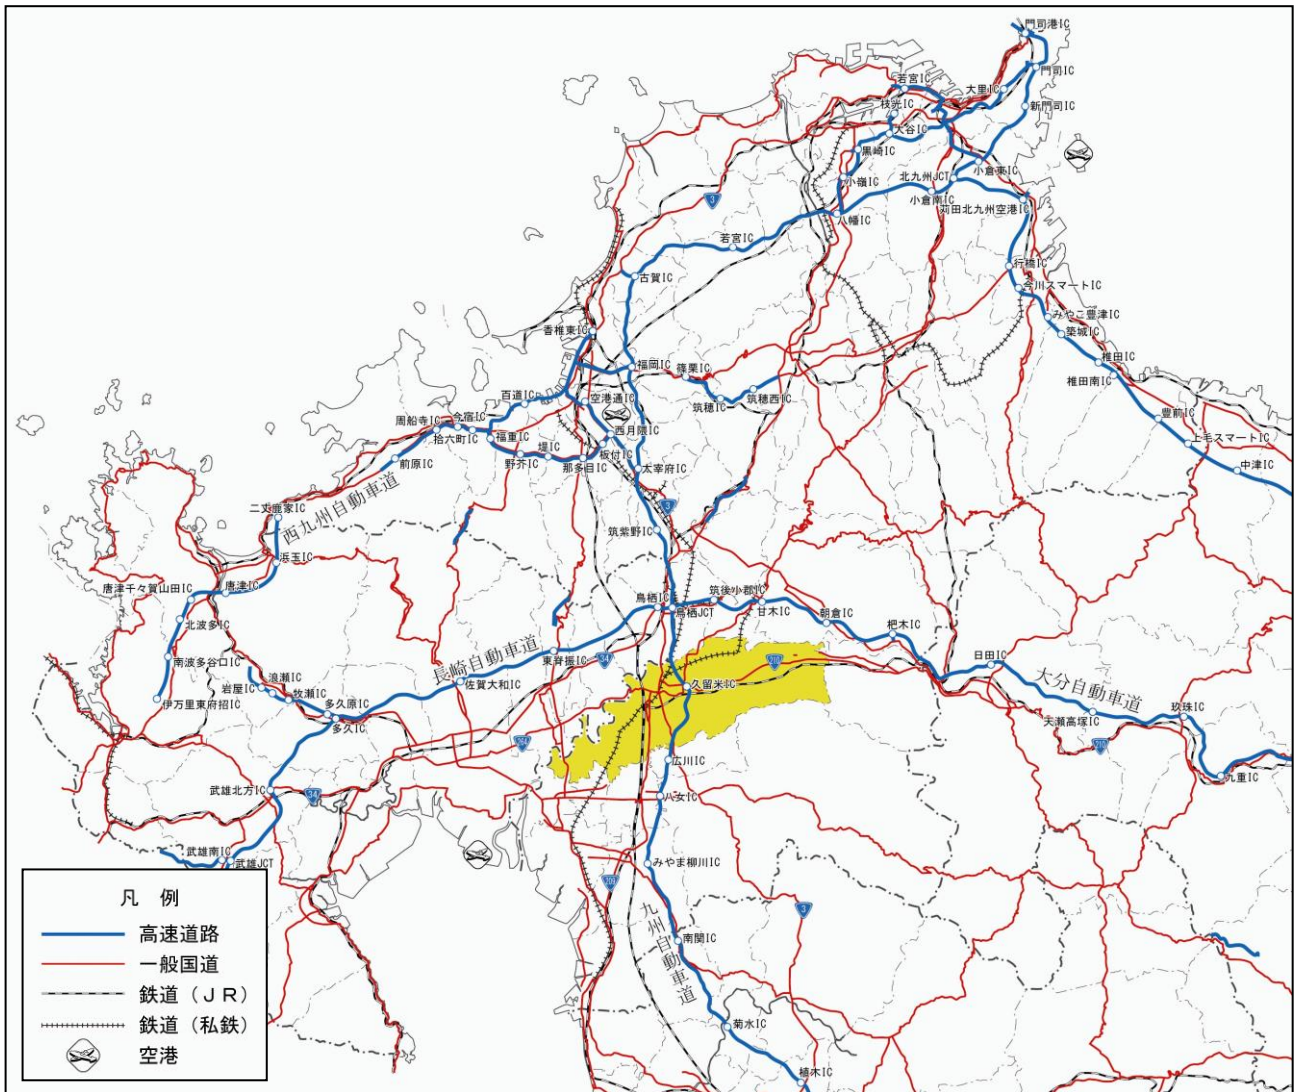 門司港IC
門司IC
若宮IC
大里IC
枝光IC
新門司IC
大谷IC
黒崎IC
小倉東IC
小嶺IC
北九州JCT
小倉南IC
苅田北九州空港IC
3
八幡IC
若宮IC
行橋IC
古賀IC
今川スマートIC
みやこ豊津IC
香椎東IC
築城IC
福岡IC
篠栗IC
椎田IC
椎田南IC
百道IC
空港通IC
筑穂IC
筑穂西IC
周船寺IC
今宿IC
豊前IC
拾六町IC
福重IC
西月隈IC
上毛スマートIC
前原IC
野芥IC
堤IC
那多目IC
板付IC
太宰府IC
中津IC
二丈鹿家IC
西九州自動車道
3
筑紫野IC
浜玉IC
唐津千々賀山田IC
唐津IC
鳥栖IC
鳥栖JCT
筑後小郡IC
甘木IC
朝倉IC
北波多IC
杷木IC
長崎自動車道
東脊振IC
34
210
日田IC
南波多谷口IC
浪瀬IC
岩屋IC
佐賀大和IC
久留米IC
大分自動車道
伊万里東府招IC
牧瀬IC
多久原IC
多久IC
天瀬高塚IC
玖珠IC
210
広川IC
九重IC
武雄北方IC
34
八女IC
武雄南IC
武雄JCT
みやま柳川IC
3
九州自動車道
南関IC
菊水IC
植木IC
凡 例
高速道路
一般国道
鉄道（ＪＲ）
鉄道（私鉄）
空港